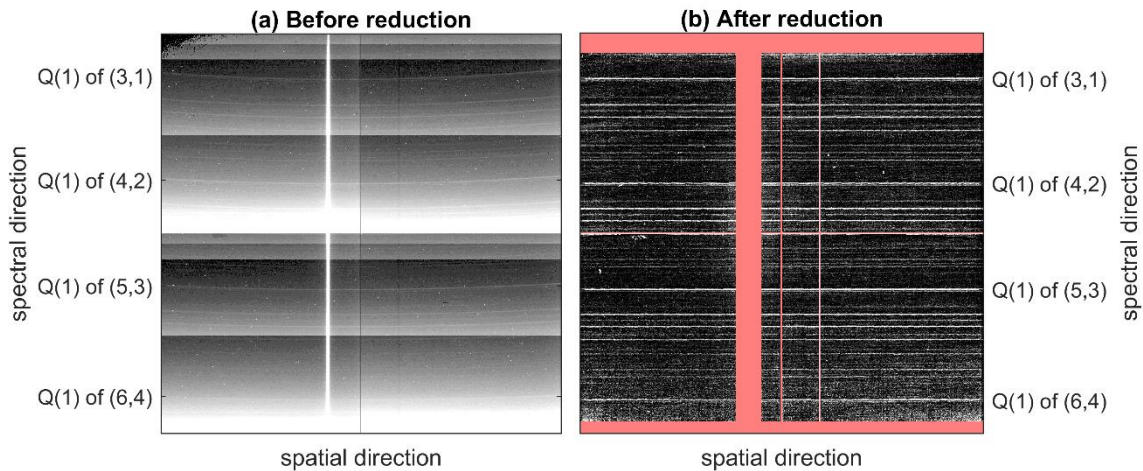 (a) Before reduction
(b) After reduction
spectral direction
Q(1) of (3,1)
Q(1) of (4,2)
Q(1) of (5,3)
Q(1) of (6,4)
spatial direction
Q(1) of (3,1)
Q(1) of (4,2)
Q(1) of (5,3)
Q(1) of (6,4)
spectral direction
spatial direction